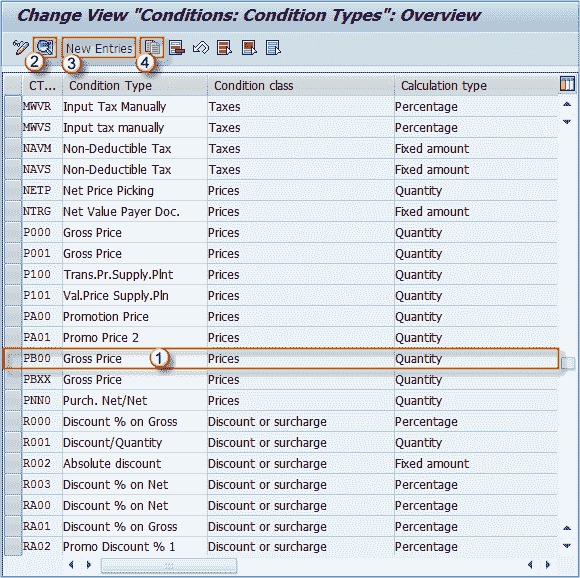 Change View "Conditions: Condition Types": Overview
New Entries
2 3 4
CT... Condition Type Condition class Calculation type
MWVR Input Tax Manually Taxes Percentage
MWVS Input tax manually Taxes Percentage
NAVM Non-Deductible Tax Taxes Fixed amount
NAVS Non-Deductible Tax Taxes Fixed amount
NETP Net Price Picking Prices Quantity
NTRG Net Value Payer Doc. Prices Fixed amount
P000 Gross Price Prices Quantity
P001 Gross Price Prices Quantity
P100 Trans.Pr.Supply.Plnt Prices Quantity
P101 Val.Price Supply.Pln Prices Quantity
PA00 Promotion Price Prices Quantity
PA01 Promo Price 2 Prices Quantity
PB00 Gross Price 1 Prices Quantity
PBXX Gross Price Prices Quantity
PNN0 Purch. Net/Net Prices Quantity
R000 Discount % on Gross Discount or surcharge Percentage
R001 Discount/Quantity Discount or surcharge Quantity
R002 Absolute discount Discount or surcharge Fixed amount
R003 Discount % on Net Discount or surcharge Percentage
RA00 Discount % on Net Discount or surcharge Percentage
RA01 Discount % on Gross Discount or surcharge Percentage
RA02 Promo Discount % 1 Discount or surcharge Percentage